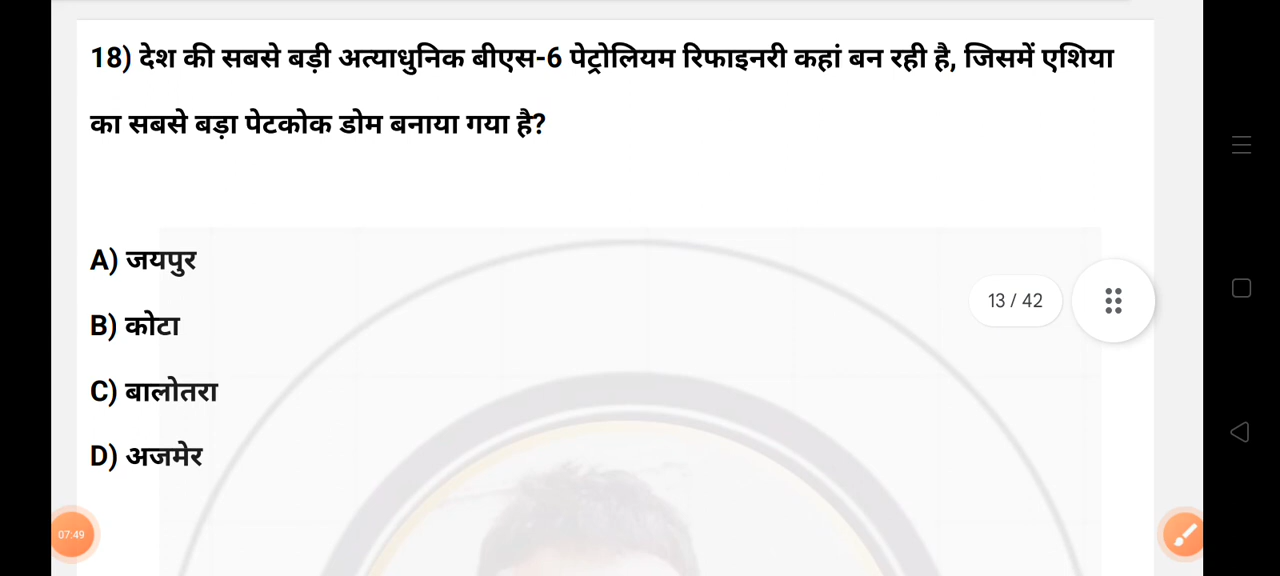 18) देश की सबसे बड़ी अत्याधुनिक बीएस-6 पेट्रोलियम रिफाइनरी कहां बन रही है, जिसमें एशिया
का सबसे बड़ा पेटकोक डोम बनाया गया है?
A) जयपुर
13 / 42
B) कोटा
C) बालोतरा
D) अजमेर
07:49